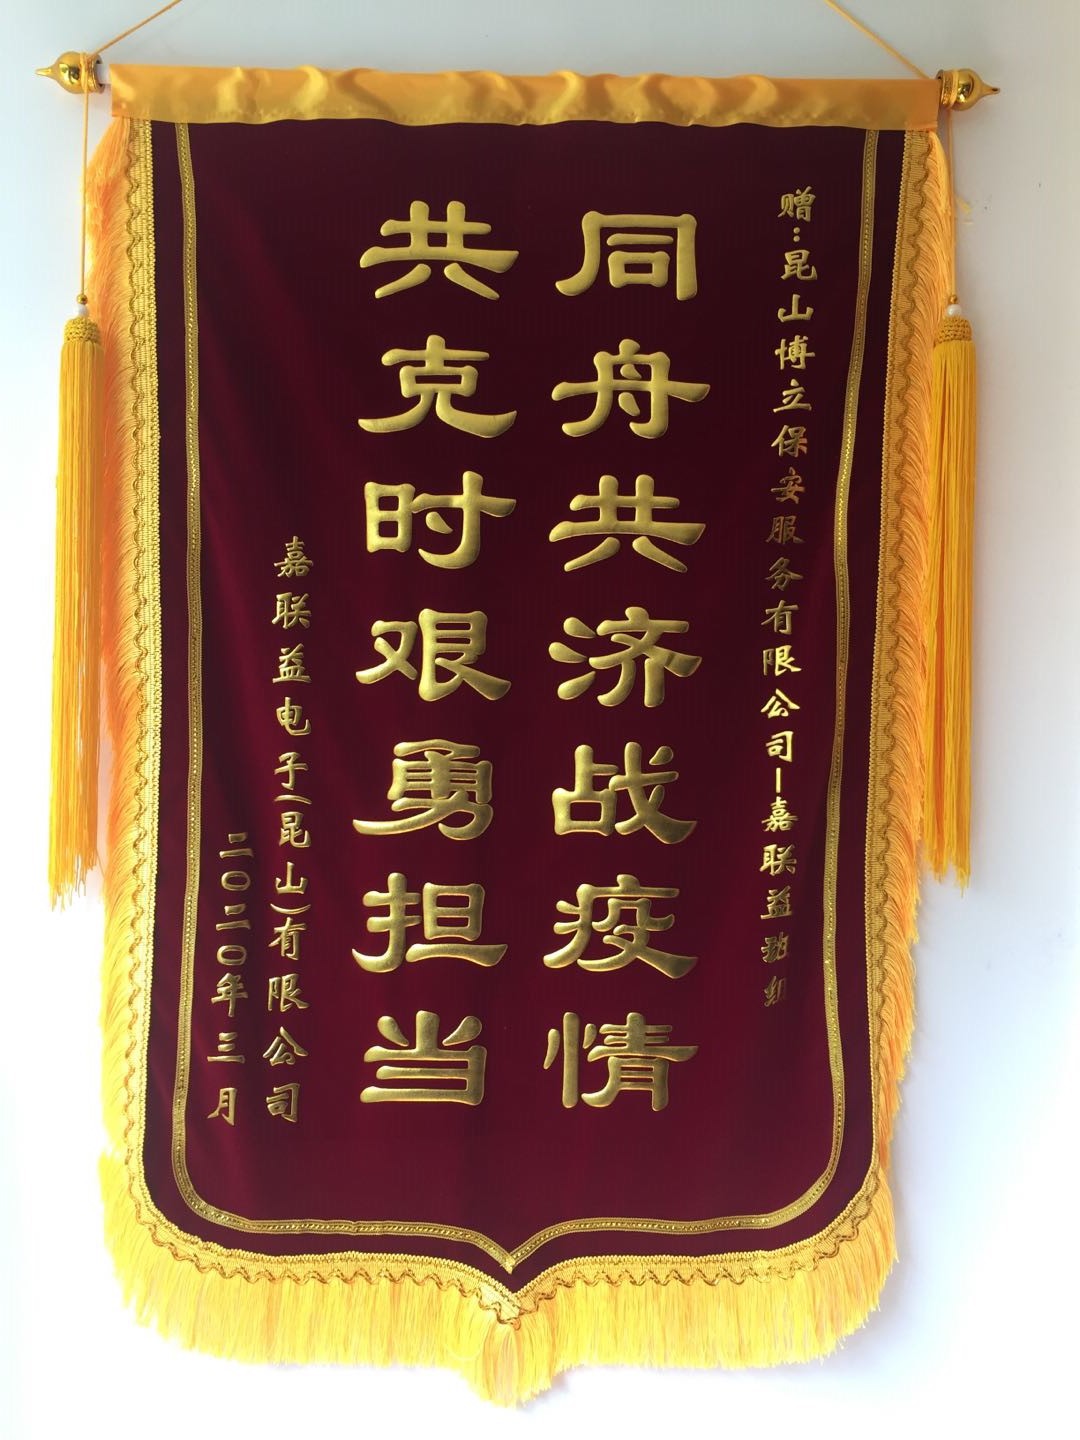 赠:昆山博立保安服务有限公司—嘉联益班组
同舟共济战疫情
共克时艰勇担当
嘉联益电子(昆山)有限公司
二〇二〇年三月